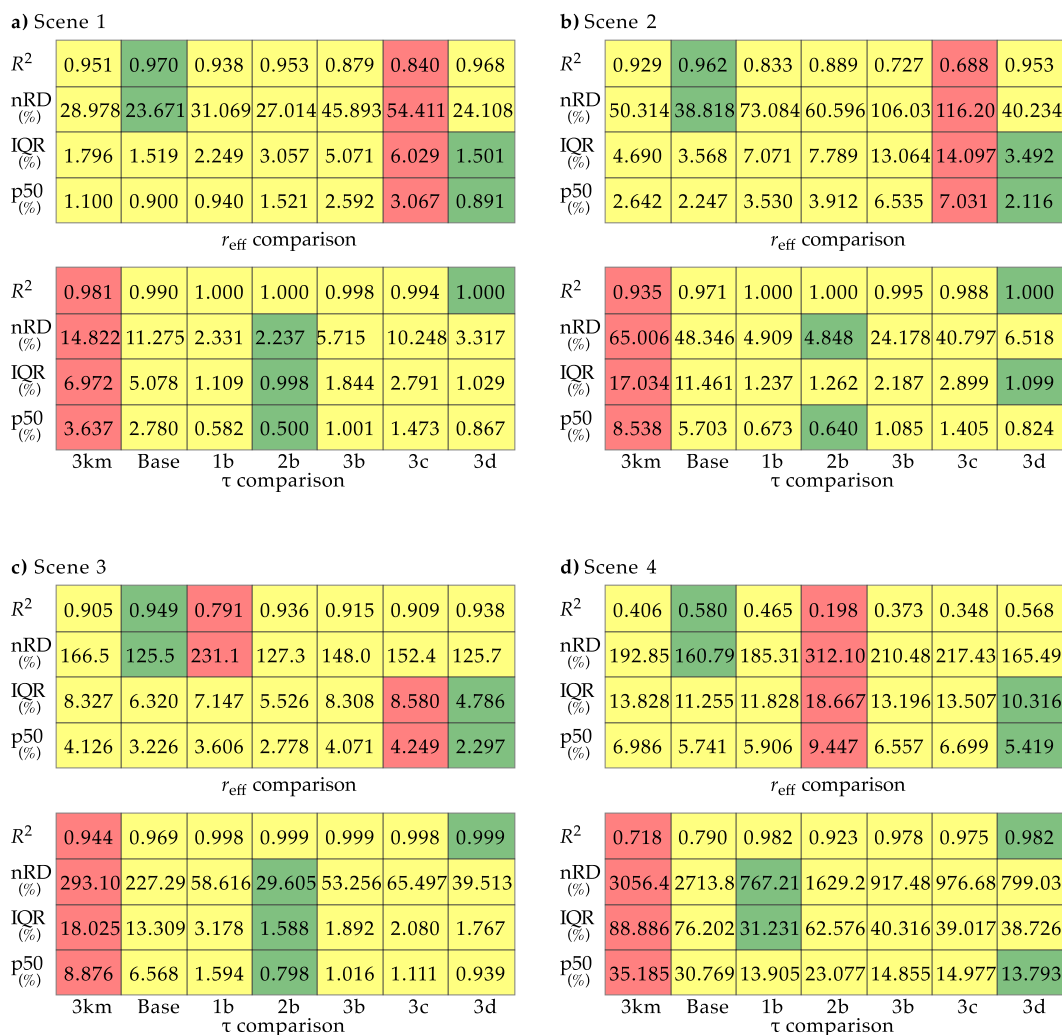 a) Scene 1
R² 0.951 0.970 0.938 0.953 0.879 0.840 0.968
nRD (%) 28.978 23.671 31.069 27.014 45.893 54.411 24.108
IQR (%) 1.796 1.519 2.249 3.057 5.071 6.029 1.501
p50 (%) 1.100 0.900 0.940 1.521 2.592 3.067 0.891
r_eff comparison
R² 0.981 0.990 1.000 1.000 0.998 0.994 1.000
nRD (%) 14.822 11.275 2.331 2.237 5.715 10.248 3.317
IQR (%) 6.972 5.078 1.109 0.998 1.844 2.791 1.029
p50 (%) 3.637 2.780 0.582 0.500 1.001 1.473 0.867
3km Base 1b 2b 3b 3c 3d
τ comparison
b) Scene 2
0.929 0.962 0.833 0.889 0.727 0.688 0.953
R²
nRD (%) 50.314 38.818 73.084 60.596 106.03 116.20 40.234
IQR (%) 4.690 3.568 7.071 7.789 13.064 14.097 3.492
p50 (%) 2.642 2.247 3.530 3.912 6.535 7.031 2.116
r_eff comparison
R² 0.935 0.971 1.000 1.000 0.995 0.988 1.000
nRD (%) 65.006 48.346 4.909 4.848 24.178 40.797 6.518
IQR (%) 17.034 11.461 1.237 1.262 2.187 2.899 1.099
p50 (%) 8.538 5.703 0.673 0.640 1.085 1.405 0.824
3km Base 1b 2b 3b 3c 3d
τ comparison
c) Scene 3
R² 0.905 0.949 0.791 0.936 0.915 0.909 0.938
nRD (%) 166.5 125.5 231.1 127.3 148.0 152.4 125.7
IQR (%) 8.327 6.320 7.147 5.526 8.308 8.580 4.786
p50 (%) 4.126 3.226 3.606 2.778 4.071 4.249 2.297
r_eff comparison
R² 0.944 0.969 0.998 0.999 0.999 0.998 0.999
nRD (%) 293.10 227.29 58.616 29.605 53.256 65.497 39.513
IQR (%) 18.025 13.309 3.178 1.588 1.892 2.080 1.767
p50 (%) 8.876 6.568 1.594 0.798 1.016 1.111 0.939
3km Base 1b 2b 3b 3c 3d
τ comparison
d) Scene 4
R² 0.406 0.580 0.465 0.198 0.373 0.348 0.568
nRD (%) 192.85 160.79 185.31 312.10 210.48 217.43 165.49
IQR (%) 13.828 11.255 11.828 18.667 13.196 13.507 10.316
p50 (%) 6.986 5.741 5.906 9.447 6.557 6.699 5.419
r_eff comparison
R² 0.718 0.790 0.982 0.923 0.978 0.975 0.982
nRD (%) 3056.4 2713.8 767.21 1629.2 917.48 976.68 799.03
IQR (%) 88.886 76.202 31.231 62.576 40.316 39.017 38.726
p50 (%) 35.185 30.769 13.905 23.077 14.855 14.977 13.793
3km Base 1b 2b 3b 3c 3d
τ comparison